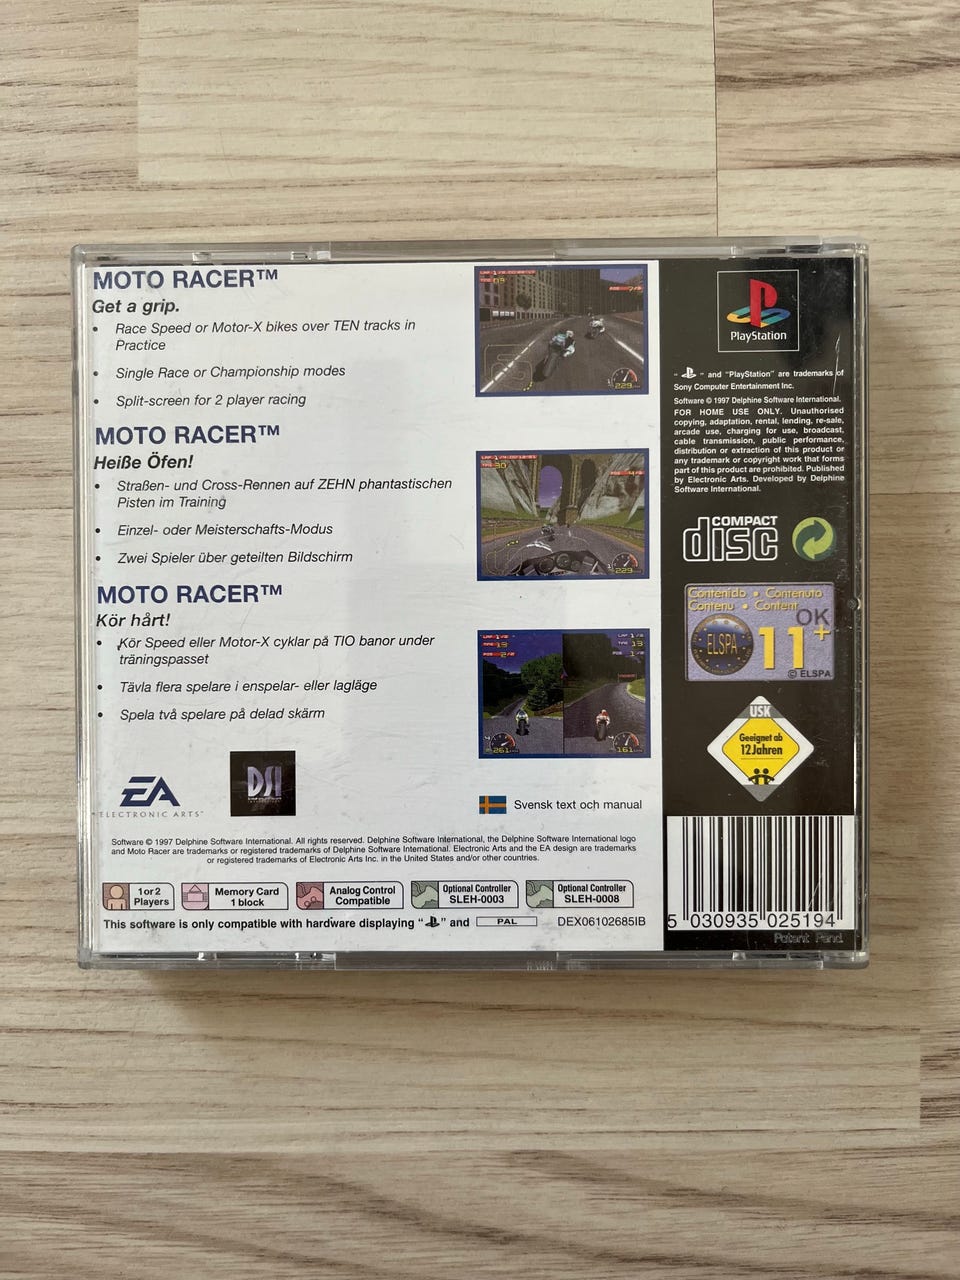 MOTO RACER™
Get a grip.
• Race Speed or Motor-X bikes over TEN tracks in
Practice
• Single Race or Championship modes
• Split-screen for 2 player racing
MOTO RACER™
Heiße Öfen!
• Straßen- und Cross-Rennen auf ZEHN phantastischen
Pisten im Training
• Einzel- oder Meisterschafts-Modus
• Zwei Spieler über geteilten Bildschirm
MOTO RACER™
Kör hårt!
• Kör Speed eller Motor-X cyklar på TIO banor under
träningspasset
• Tävla flera spelare i enspelar- eller lagläge
• Spela två spelare på delad skärm
EA
ELECTRONIC ARTS™
DSI
Svensk text och manual
Software © 1997 Delphine Software International. All rights reserved. Delphine Software International, the Delphine Software International logo
and Moto Racer are trademarks or registered trademarks of Delphine Software International. Electronic Arts and the EA design are trademarks
or registered trademarks of Electronic Arts Inc. in the United States and/or other countries.
1 or 2
Players
Memory Card
1 block
Analog Control
Compatible
Optional Controller
SLEH-0003
Optional Controller
SLEH-0008
This software is only compatible with hardware displaying " " and PAL
DEX06102685IB
229
229
261
161
PlayStation
" " and "PlayStation" are trademarks of
Sony Computer Entertainment Inc.
Software © 1997 Delphine Software International.
FOR HOME USE ONLY. Unauthorised
copying, adaptation, rental, lending, re-sale,
arcade use, charging for use, broadcast,
cable transmission, public performance,
distribution or extraction of this product or
any trademark or copyright work that forms
part of this product are prohibited. Published
by Electronic Arts. Developed by Delphine
Software International.
COMPACT
disc
Contenido • Contenuto
Contenu • Content
OK
ELSPA
11+
© ELSPA
USK
Geeignet ab
12 Jahren
5 030935 025194
Patent Pend.